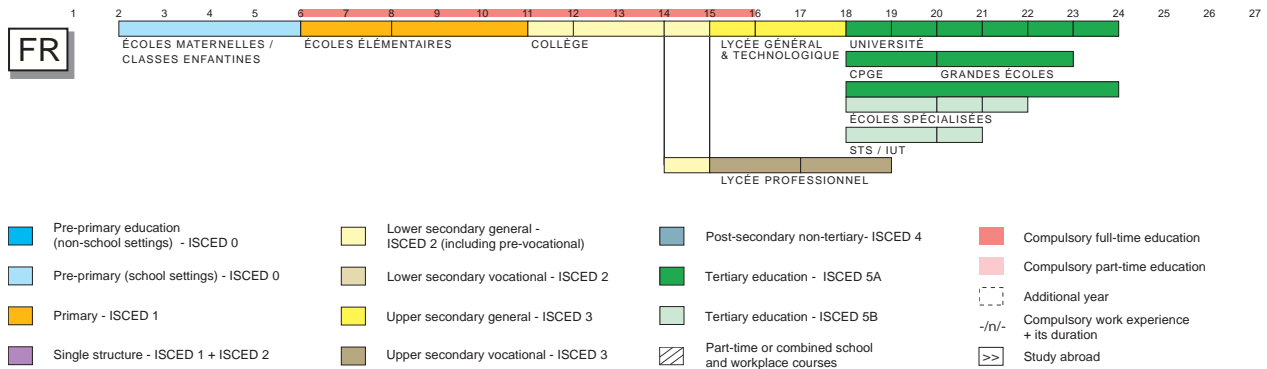 1 2 3 4 5 6 7 8 9 10 11 12 13 14 15 16 17 18 19 20 21 22 23 24 25 26 27
FR
ÉCOLES MATERNELLES /
CLASSES ENFANTINES
ÉCOLES ÉLÉMENTAIRES
COLLÈGE
LYCÉE GÉNÉRAL
& TECHNOLOGIQUE
UNIVERSITÉ
CPGE GRANDES ÉCOLES
ÉCOLES SPÉCIALISÉES
STS / IUT
LYCÉE PROFESSIONNEL
Pre-primary education
(non-school settings) - ISCED 0
Pre-primary (school settings) - ISCED 0
Primary - ISCED 1
Single structure - ISCED 1 + ISCED 2
Lower secondary general -
ISCED 2 (including pre-vocational)
Lower secondary vocational - ISCED 2
Upper secondary general - ISCED 3
Upper secondary vocational - ISCED 3
Post-secondary non-tertiary- ISCED 4
Tertiary education - ISCED 5A
Tertiary education - ISCED 5B
Part-time or combined school
and workplace courses
Compulsory full-time education
Compulsory part-time education
Additional year
-/n/- Compulsory work experience
+ its duration
>> Study abroad